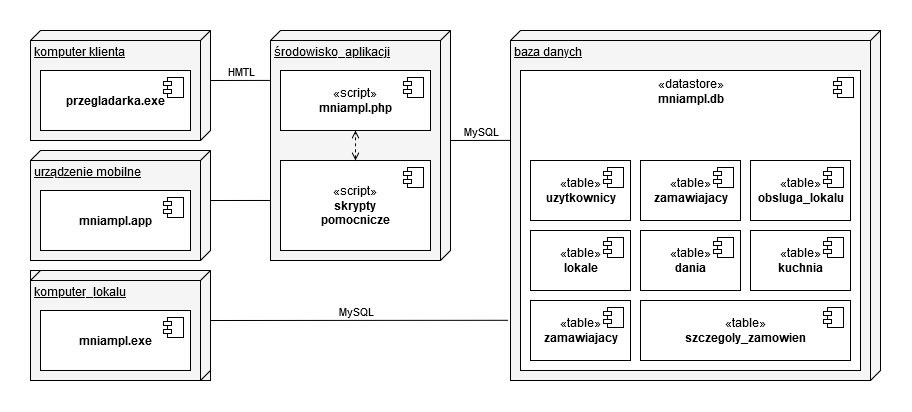 komputer klienta
przegladarka.exe
HMTL
urządzenie mobilne
mniampl.app
komputer_lokalu
mniampl.exe
MySQL
środowisko_aplikacji
«script»
mniampl.php
«script»
skrypty
pomocnicze
MySQL
baza danych
«datastore»
mniampl.db
«table»
uzytkownicy
«table»
zamawiajacy
«table»
obsluga_lokalu
«table»
lokale
«table»
dania
«table»
kuchnia
«table»
zamawiajacy
«table»
szczegoly_zamowien